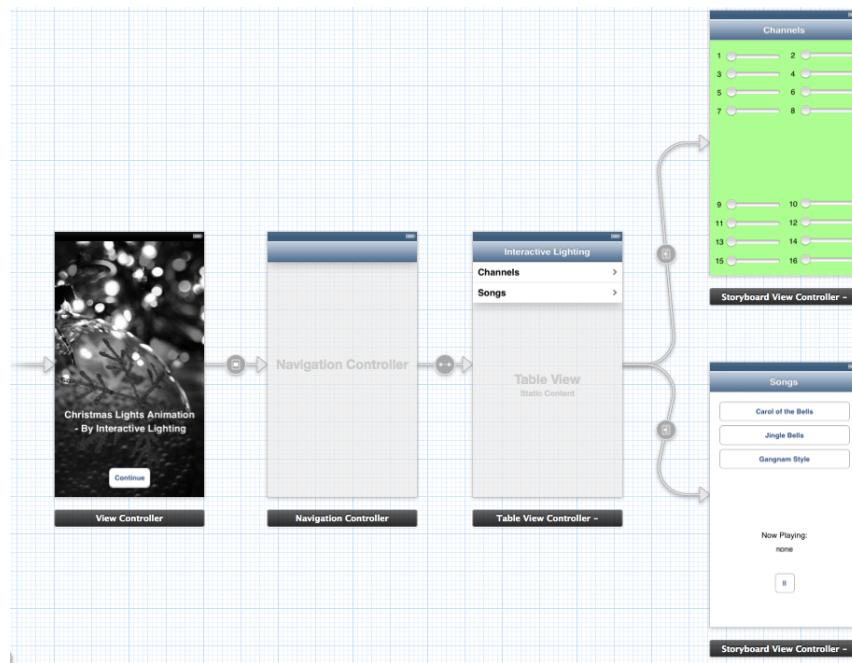 Christmas Lights Animation
- By Interactive Lighting
Continue
View Controller
Navigation Controller
Navigation Controller
Interactive Lighting
Channels
Songs
Table View
Static Content
Table View Controller –
Channels
1 2
3 4
5 6
7 8
9 10
11 12
13 14
15 16
Storyboard View Controller –
Songs
Carol of the Bells
Jingle Bells
Gangnam Style
Now Playing:
none
II
Storyboard View Controller –